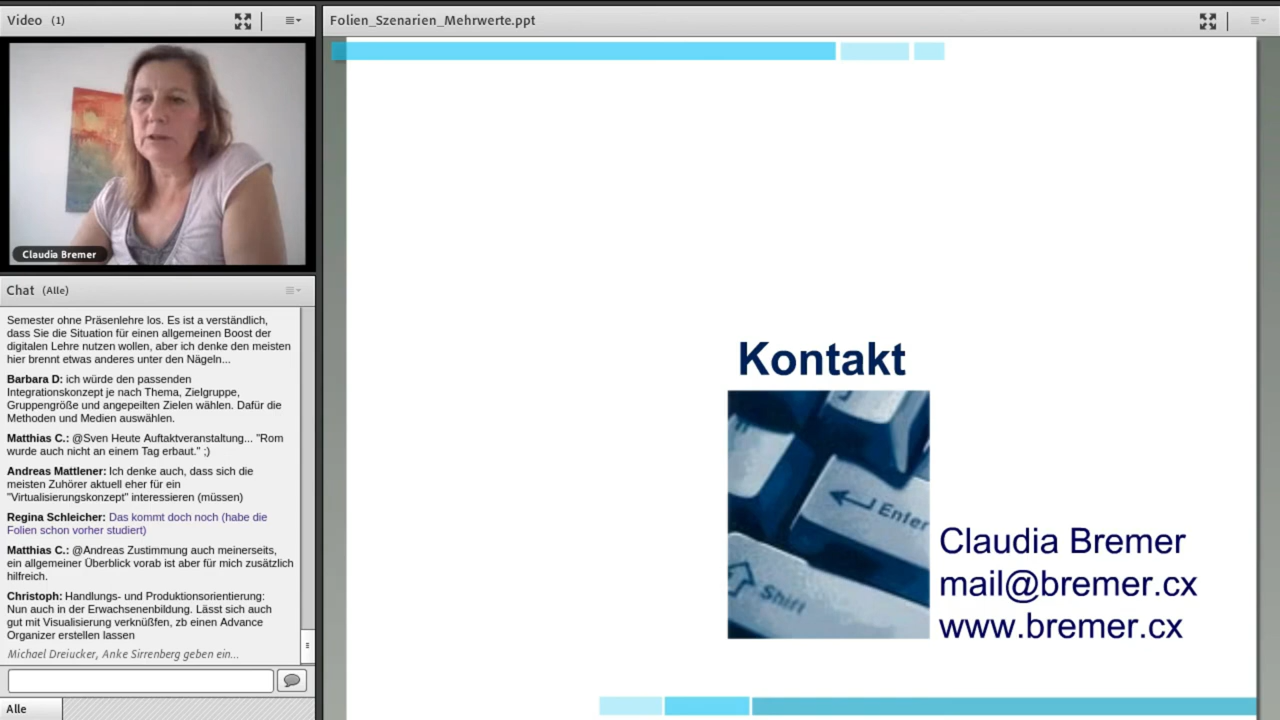 Video (1)
Folien_Szenarien_Mehrwerte.ppt
Claudia Bremer
Chat (Alle)
Semester ohne Präsenlehre los. Es ist a verständlich,
dass Sie die Situation für einen allgemeinen Boost der
digitalen Lehre nutzen wollen, aber ich denke den meisten
hier brennt etwas anderes unter den Nägeln...
Barbara D: ich würde den passenden
Integrationskonzept je nach Thema, Zielgruppe,
Gruppengröße und angepeilten Zielen wählen. Dafür die
Methoden und Medien auswählen.
Matthias C.: @Sven Heute Auftaktveranstaltung... "Rom
wurde auch nicht an einem Tag erbaut." ;)
Andreas Mattlener: Ich denke auch, dass sich die
meisten Zuhörer aktuell eher für ein
"Virtualisierungskonzept" interessieren (müssen)
Regina Schleicher: Das kommt doch noch (habe die
Folien schon vorher studiert)
Matthias C.: @Andreas Zustimmung auch meinerseits,
ein allgemeiner Überblick vorab ist aber für mich zusätzlich
hilfreich.
Christoph: Handlungs- und Produktionsorientierung:
Nun auch in der Erwachsenenbildung. Lässt sich auch
gut mit Visualisierung verknüßfen, zb einen Advance
Organizer erstellen lassen
Michael Dreiucker, Anke Sirrenberg geben ein...
Alle
Kontakt
Enter
Shift
Claudia Bremer
mail@bremer.cx
www.bremer.cx